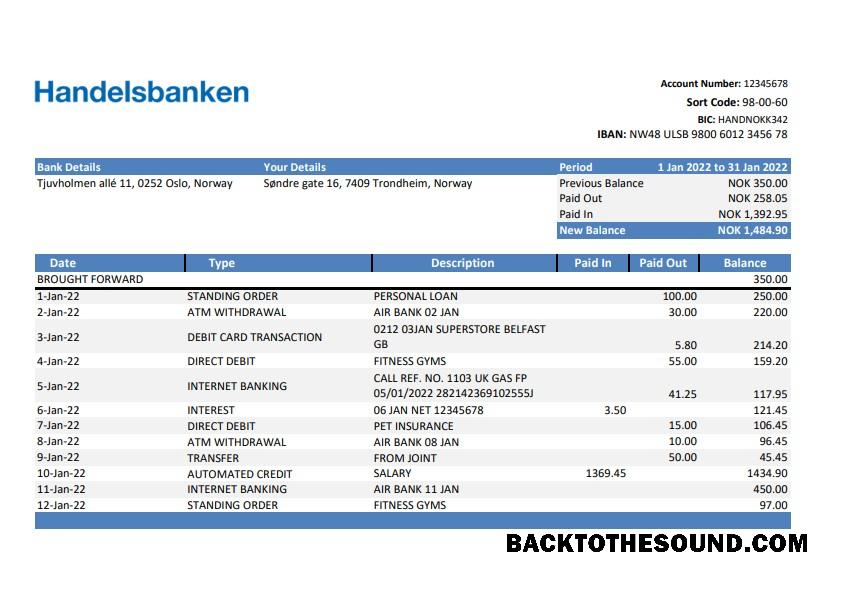 Handelsbanken
Account Number: 12345678
Sort Code: 98-00-60
BIC: HANDNOKK342
IBAN: NW48 ULSB 9800 6012 3456 78
Bank Details Your Details Period 1 Jan 2022 to 31 Jan 2022
Tjuvholmen allé 11, 0252 Oslo, Norway Søndre gate 16, 7409 Trondheim, Norway Previous Balance NOK 350.00
Paid Out NOK 258.05
Paid In NOK 1,392.95
New Balance NOK 1,484.90
Date Type Description Paid In Paid Out Balance
BROUGHT FORWARD 350.00
1-Jan-22 STANDING ORDER PERSONAL LOAN 100.00 250.00
2-Jan-22 ATM WITHDRAWAL AIR BANK 02 JAN 30.00 220.00
3-Jan-22 DEBIT CARD TRANSACTION 0212 03JAN SUPERSTORE BELFAST
GB 5.80 214.20
4-Jan-22 DIRECT DEBIT FITNESS GYMS 55.00 159.20
5-Jan-22 INTERNET BANKING CALL REF. NO. 1103 UK GAS FP
05/01/2022 282142369102555J 41.25 117.95
6-Jan-22 INTEREST 06 JAN NET 12345678 3.50 121.45
7-Jan-22 DIRECT DEBIT PET INSURANCE 15.00 106.45
8-Jan-22 ATM WITHDRAWAL AIR BANK 08 JAN 10.00 96.45
9-Jan-22 TRANSFER FROM JOINT 50.00 45.45
10-Jan-22 AUTOMATED CREDIT SALARY 1369.45 1434.90
11-Jan-22 INTERNET BANKING AIR BANK 11 JAN 450.00
12-Jan-22 STANDING ORDER FITNESS GYMS 97.00
BACKTOTHESOUND.COM